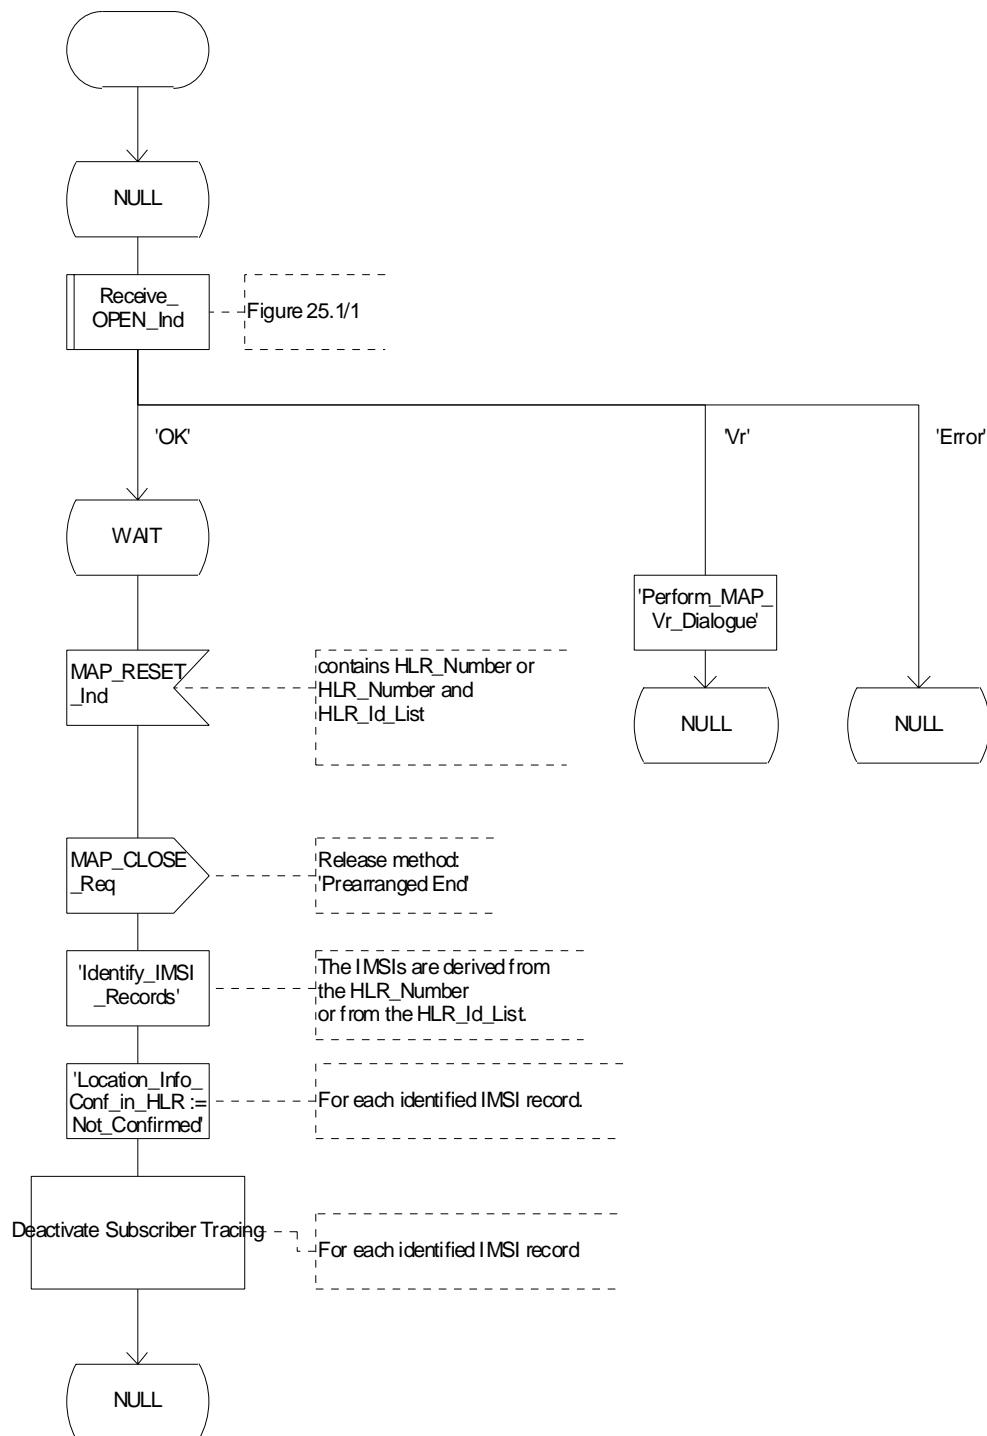 NULL
Receive_
OPEN_Ind
Figure 25.1/1
'OK'
'Vr'
'Error'
WAIT
'Perform_MAP_
Vr_Dialogue'
MAP_RESET
_Ind
contains HLR_Number or
HLR_Number and
HLR_Id_List
NULL
NULL
MAP_CLOSE
_Req
Release method:
'Prearranged End'
'Identify_IMSI
_Records'
The IMSIs are derived from
the HLR_Number
or from the HLR_Id_List.
'Location_Info_
Conf_in_HLR :=
Not_Confirmed'
For each identified IMSI record.
Deactivate Subscriber Tracing
For each identified IMSI record
NULL